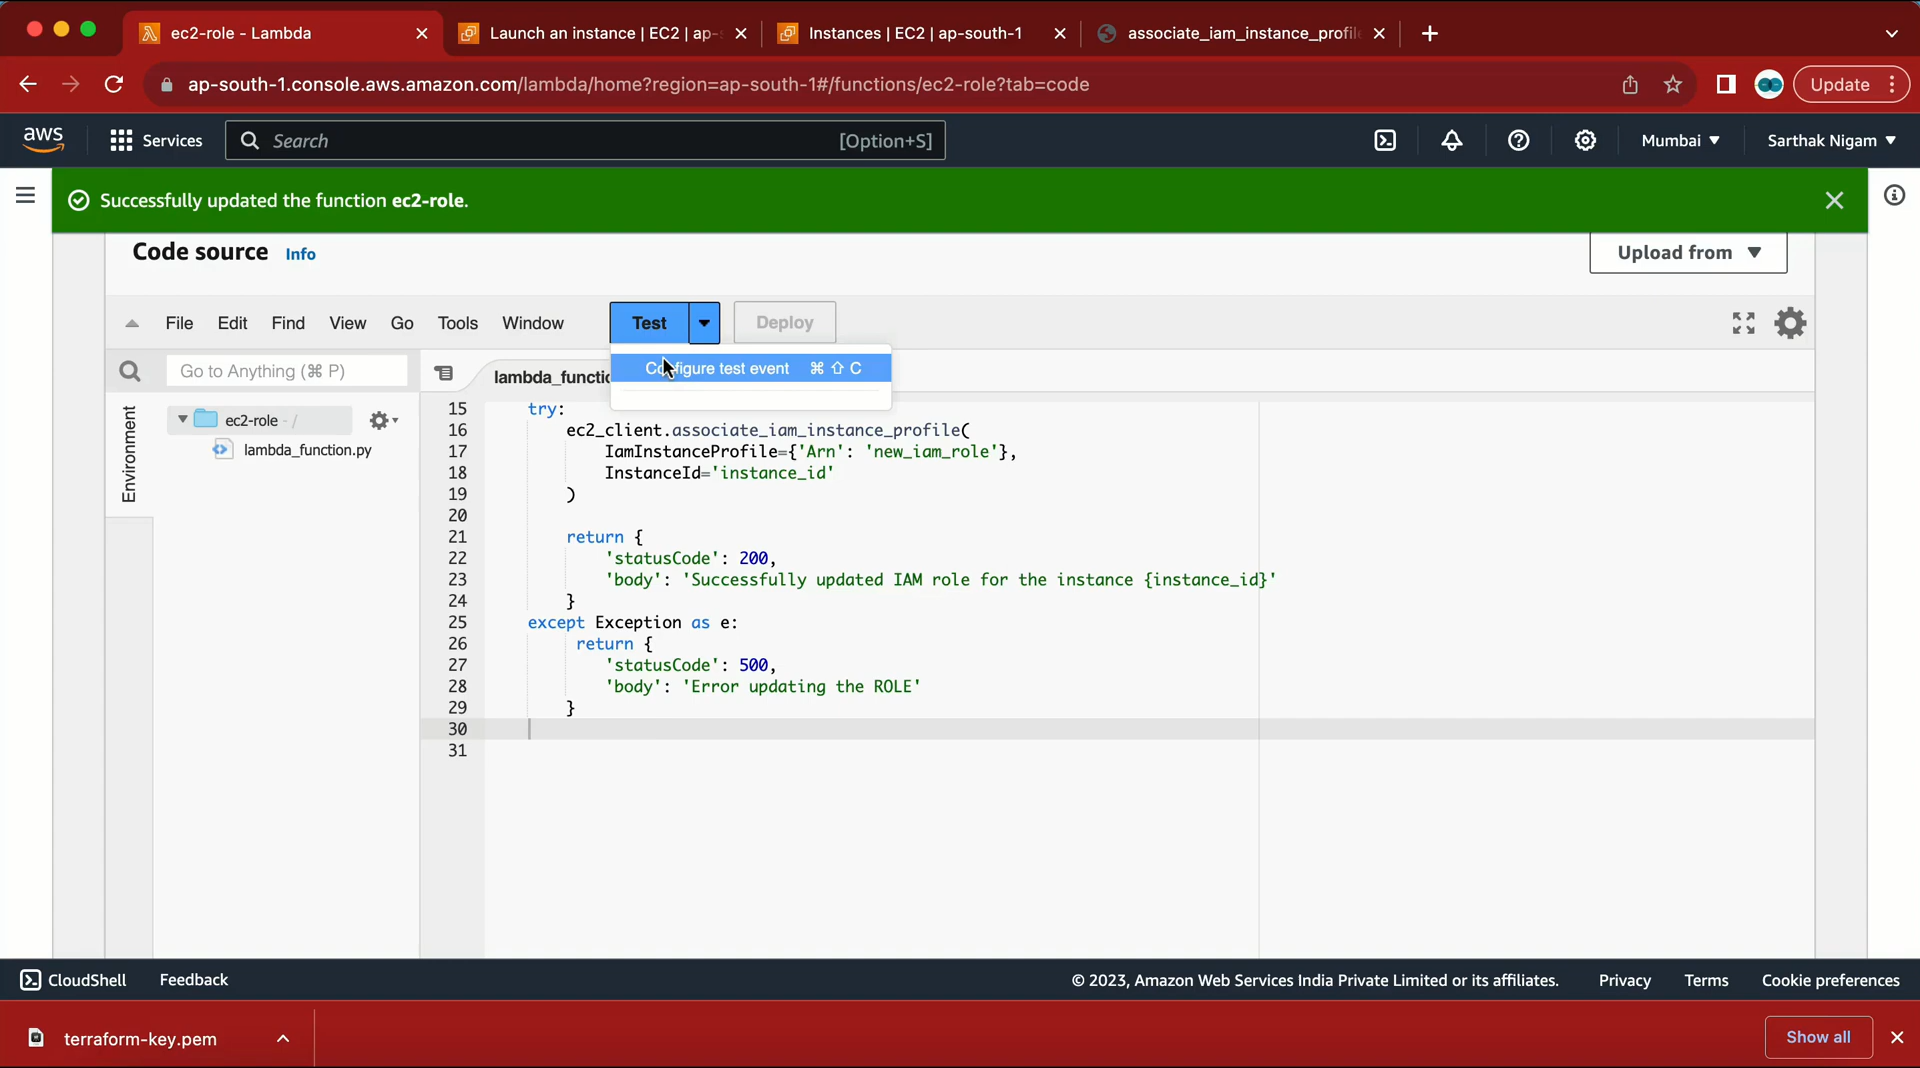 ec2-role - Lambda
Launch an instance | EC2 | ap-
Instances | EC2 | ap-south-1
associate_iam_instance_profil
ap-south-1.console.aws.amazon.com/lambda/home?region=ap-south-1#/functions/ec2-role?tab=code
Update
aws
Services
Search
[Option+S]
Mumbai
Sarthak Nigam
Successfully updated the function ec2-role.
Code source Info
Upload from
File Edit Find View Go Tools Window
Test
Deploy
Configure test event ⌘ ⇧ C
Go to Anything (⌘ P)
lambda_functio
Environment
ec2-role - /
lambda_function.py
15 try:
16 ec2_client.associate_iam_instance_profile(
17 IamInstanceProfile={'Arn': 'new_iam_role'},
18 InstanceId='instance_id'
19 )
20
21 return {
22 'statusCode': 200,
23 'body': 'Successfully updated IAM role for the instance {instance_id}'
24 }
25 except Exception as e:
26 return {
27 'statusCode': 500,
28 'body': 'Error updating the ROLE'
29 }
30
31
CloudShell
Feedback
© 2023, Amazon Web Services India Private Limited or its affiliates.
Privacy
Terms
Cookie preferences
terraform-key.pem
Show all